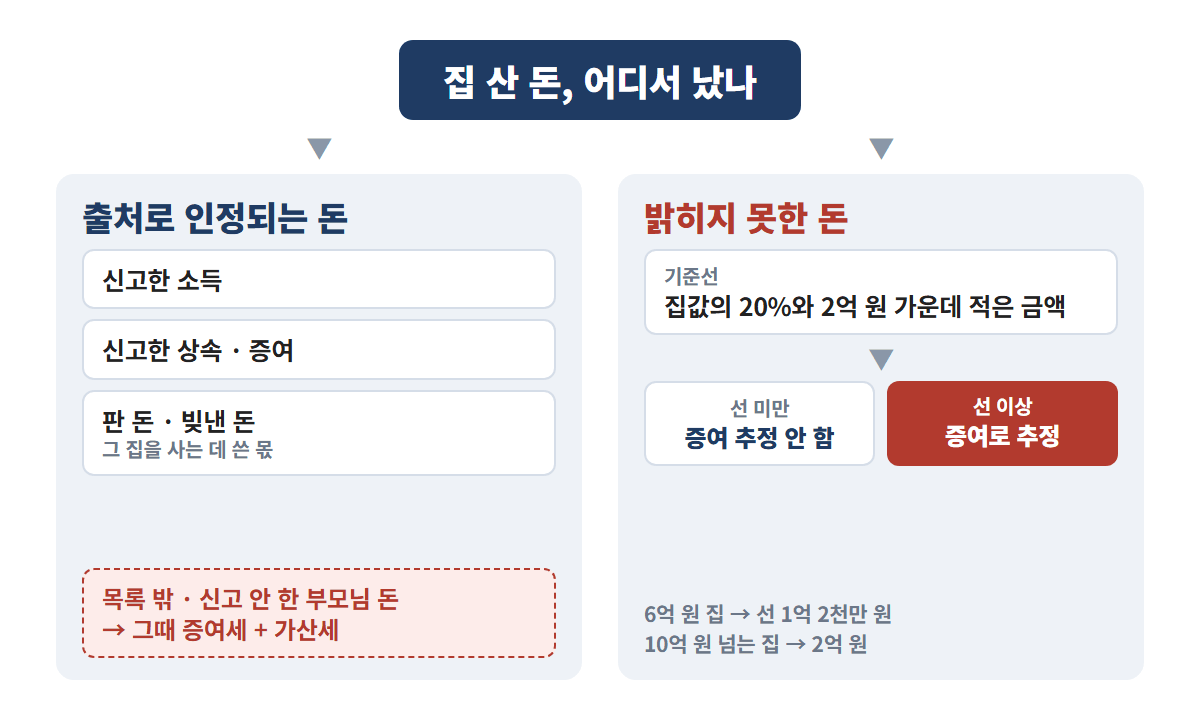 집 산 돈, 어디서 났나
출처로 인정되는 돈
신고한 소득
신고한 상속 · 증여
판 돈 · 빚낸 돈
그 집을 사는 데 쓴 몫
목록 밖 · 신고 안 한 부모님 돈
→ 그때 증여세 + 가산세
밝히지 못한 돈
기준선
집값의 20%와 2억 원 가운데 적은 금액
선 미만
증여 추정 안 함
선 이상
증여로 추정
6억 원 집 → 선 1억 2천만 원
10억 원 넘는 집 → 2억 원